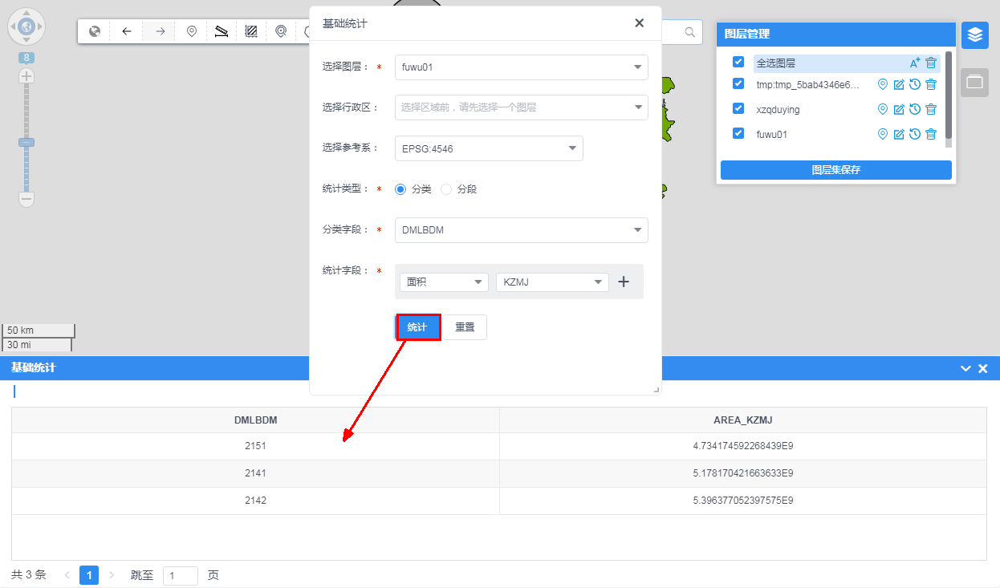 8
50 km
30 mi
基础统计
选择图层： * fuwu01
选择行政区： 选择区域前，请先选择一个图层
选择参考系： EPSG:4546
统计类型： * 分类 分段
分类字段： * DMLBDM
统计字段： * 面积 KZMJ
统计 重置
图层管理
全选图层
tmp:tmp_5bab4346e6...
xzqduying
fuwu01
图层集保存
基础统计
DMLBDM AREA_KZMJ
2151 4.734174592268439E9
2141 5.178170421663633E9
2142 5.396377052397575E9
共 3 条 1 跳至 1 页